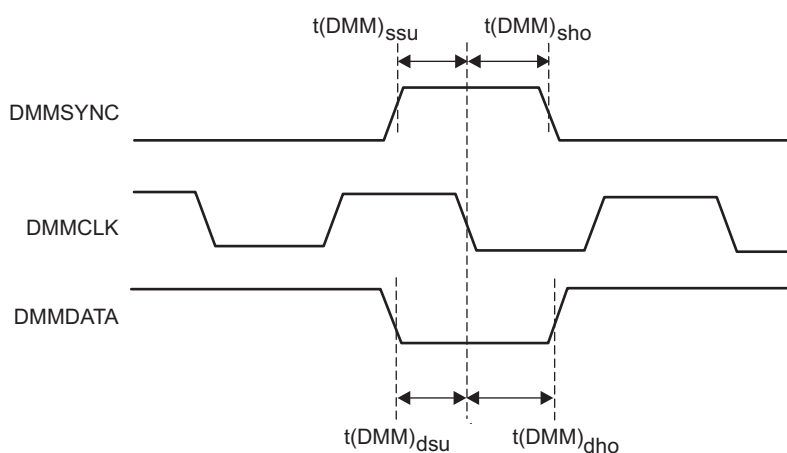 t(DMM)ssu
t(DMM)sho
DMMSYNC
DMMCLK
DMMDATA
t(DMM)dsu
t(DMM)dho